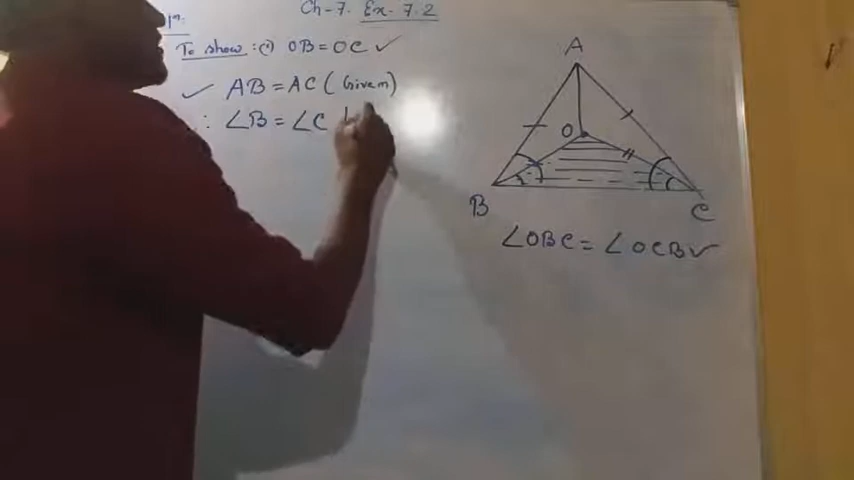 Ch-7. Ex-7.2
To show : (i) OB = OC ✓
✓ AB = AC (Given)
: ∠B = ∠C
A
O
B
C
∠OBC = ∠OCB ✓